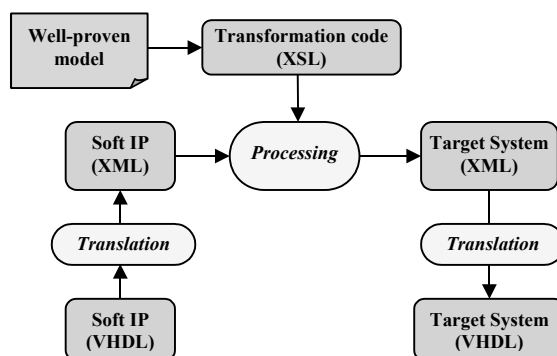 Well-proven
model
Transformation code
(XSL)
Soft IP
(XML)
Processing
Target System
(XML)
Translation
Translation
Soft IP
(VHDL)
Target System
(VHDL)